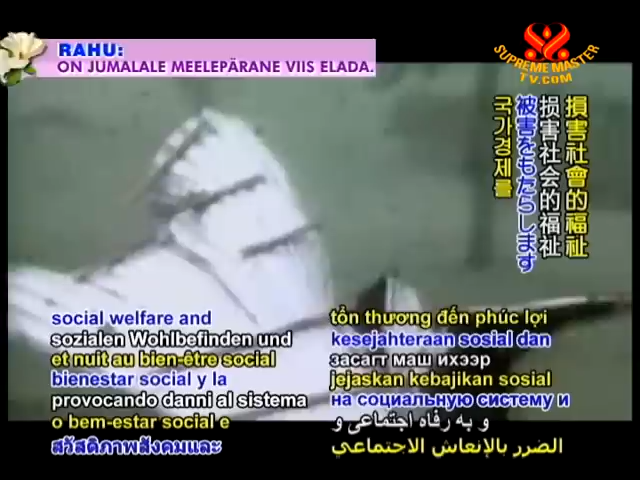 RAHU:
ON JUMALALE MEELEPÄRANE VIIS ELADA.
SUPREME MASTER
TV.COM
損害社會的福祉
损害社会的福祉
被害をもたらします
국가경제를
social welfare and
sozialen Wohlbefinden und
et nuit au bien-être social
bienestar social y la
provocando danni al sistema
o bem-estar social e
สวัสดิภาพสังคมและ
tổn thương đến phúc lợi
kesejahteraan sosial dan
засагт маш ихээр
jejaskan kebajikan sosial
на социальную систему и
و به رفاه اجتماعی و
الضرر بالإنعاش الاجتماعي